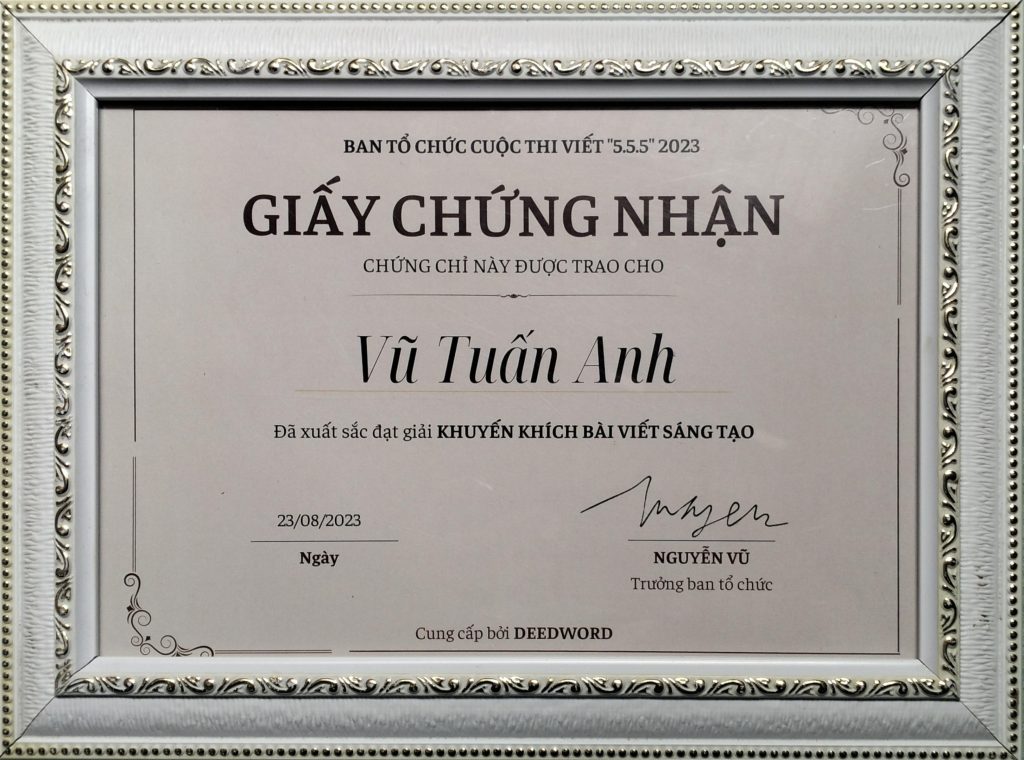 BAN TỔ CHỨC CUỘC THI VIẾT "5.5.5" 2023
GIẤY CHỨNG NHẬN
CHỨNG CHỈ NÀY ĐƯỢC TRAO CHO
Vũ Tuấn Anh
Đã xuất sắc đạt giải KHUYẾN KHÍCH BÀI VIẾT SÁNG TẠO
23/08/2023
Ngày
Nguyen
NGUYỄN VŨ
Trưởng ban tổ chức
Cung cấp bởi DEEDWORD